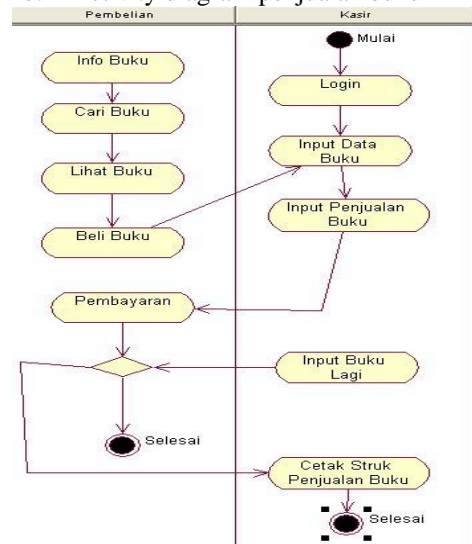 Pembelian
Kasir
Mulai
Info Buku
Login
Cari Buku
Input Data
Buku
Lihat Buku
Input Penjualan
Buku
Beli Buku
Pembayaran
Input Buku
Lagi
Selesai
Cetak Struk
Penjualan Buku
Selesai